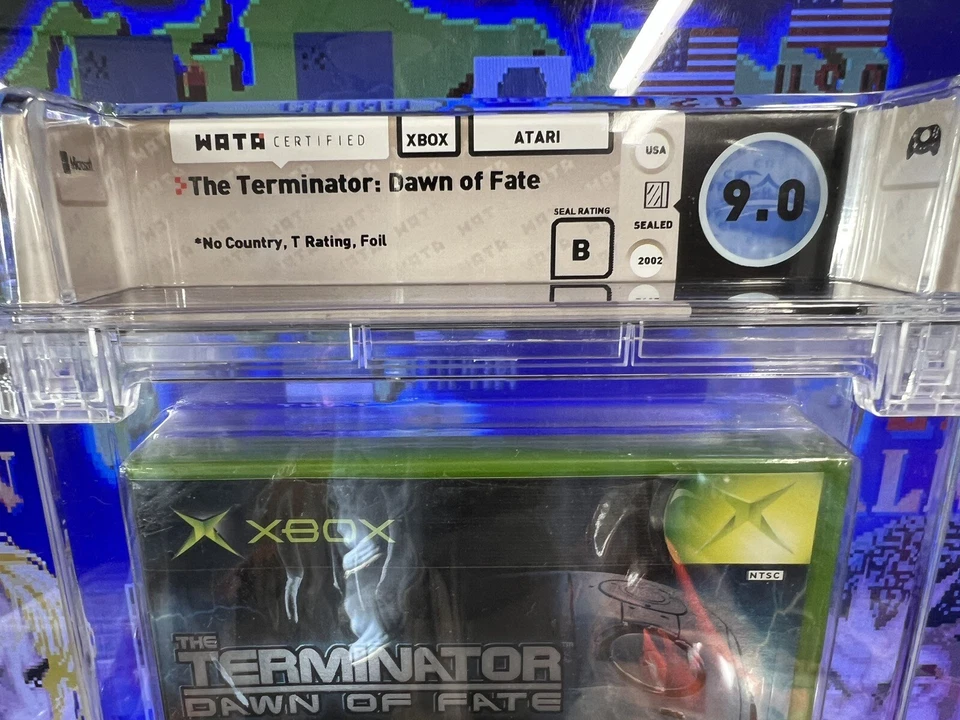 WATA CERTIFIED
XBOX
ATARI
USA
Microsoft
>The Terminator: Dawn of Fate
9.0
SEAL RATING
SEALED
*No Country, T Rating, Foil
B
2002
XBOX
NTSC
THE
TERMINATOR
DAWN OF FATE